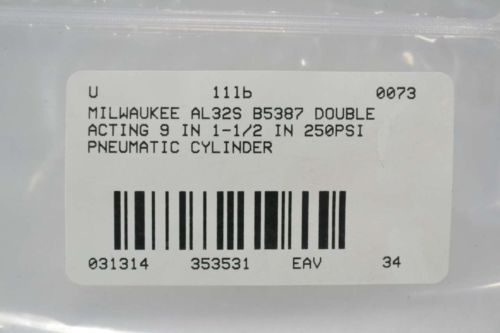 U 11lb 0073
MILWAUKEE AL32S B5387 DOUBLE
ACTING 9 IN 1-1/2 IN 250PSI
PNEUMATIC CYLINDER
031314 353531 EAV 34